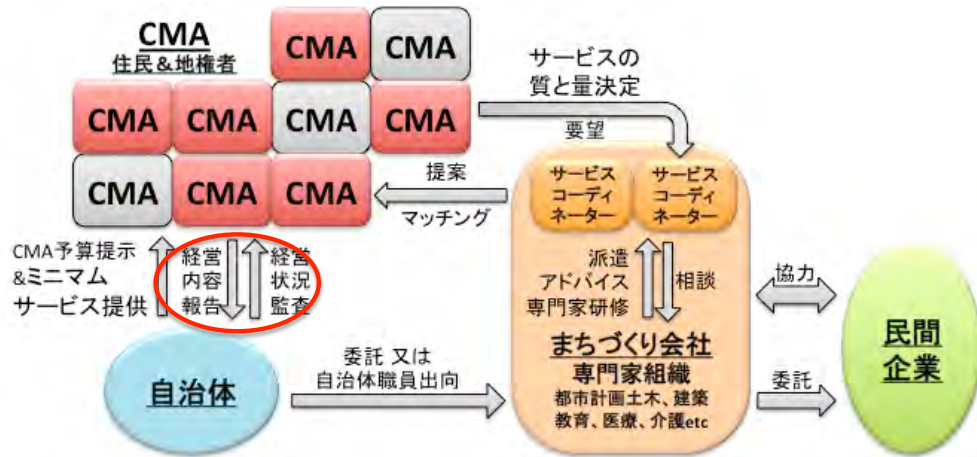 CMA
住民＆地権者
CMA
CMA
CMA
CMA
CMA
CMA
CMA
CMA
CMA
サービスの
質と量決定
要望
提案
マッチング
サービス
コーディ
ネーター
サービス
コーディ
ネーター
CMA予算提示
&ミニマム
サービス提供
経営
内容
報告
経営
状況
監査
派遣
アドバイス
専門家研修
相談
協力
民間
企業
自治体
委託 又は
自治体職員出向
まちづくり会社
専門家組織
都市計画土木、建築
教育、医療、介護etc
委託